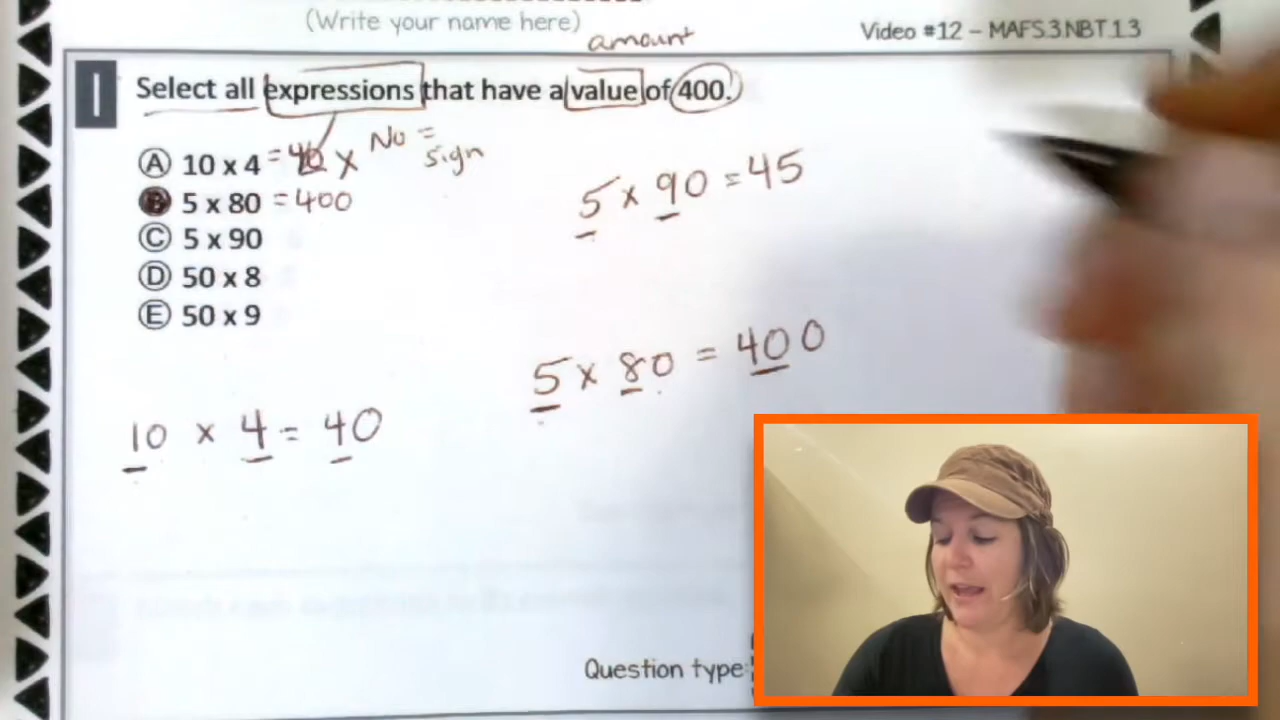 (Write your name here)
Video #12 – MAFS.3.NBT.1.3
amount
1 Select all expressions that have a value of 400.
A 10 x 4 = 40 x No = sign
B 5 x 80 = 400
C 5 x 90
D 50 x 8
E 50 x 9
5 x 90 = 45
5 x 80 = 400
10 x 4 = 40
Question type: